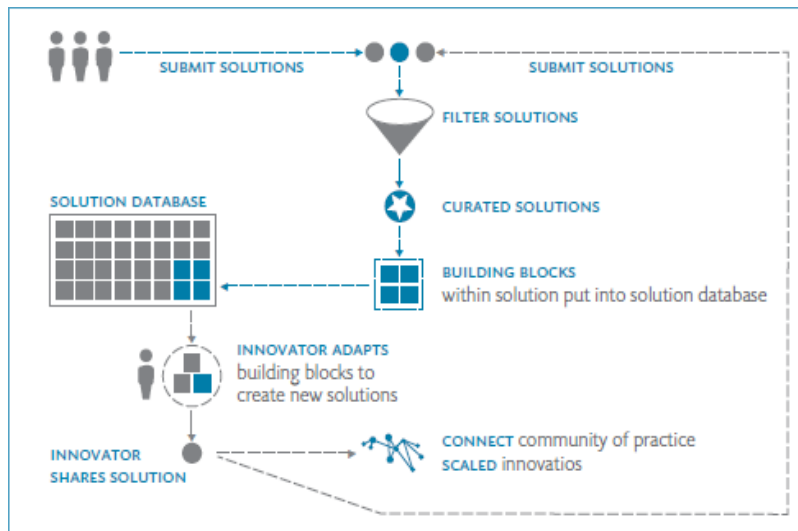 SUBMIT SOLUTIONS
SUBMIT SOLUTIONS
FILTER SOLUTIONS
SOLUTION DATABASE
CURATED SOLUTIONS
BUILDING BLOCKS
within solution put into solution database
INNOVATOR ADAPTS
building blocks to
create new solutions
INNOVATOR
SHARES SOLUTION
CONNECT community of practice
SCALED innovatios